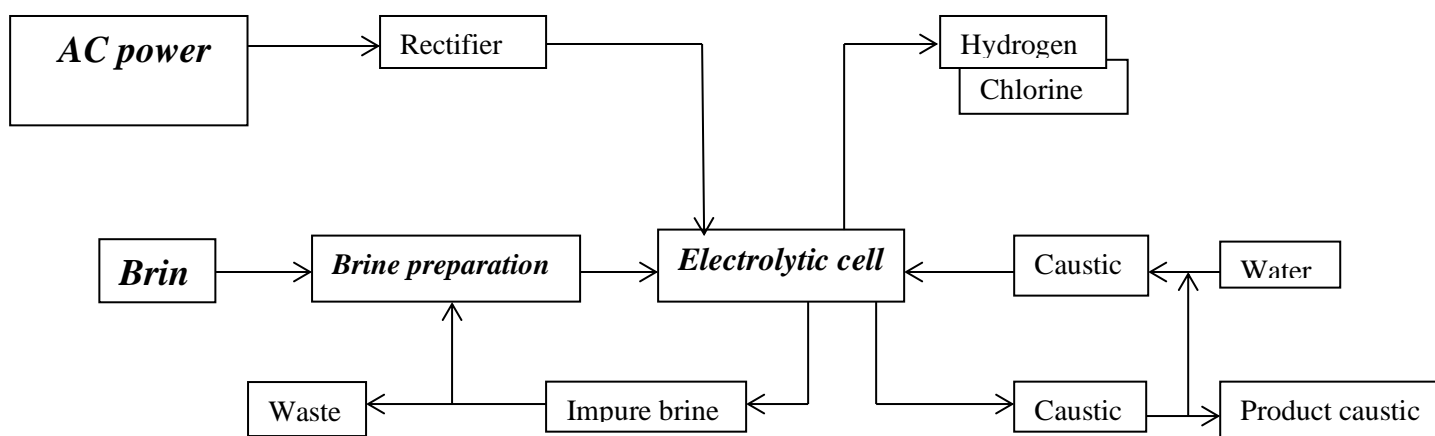 AC power
Rectifier
Hydrogen
Chlorine
Brin
Brine preparation
Electrolytic cell
Caustic
Water
Waste
Impure brine
Caustic
Product caustic